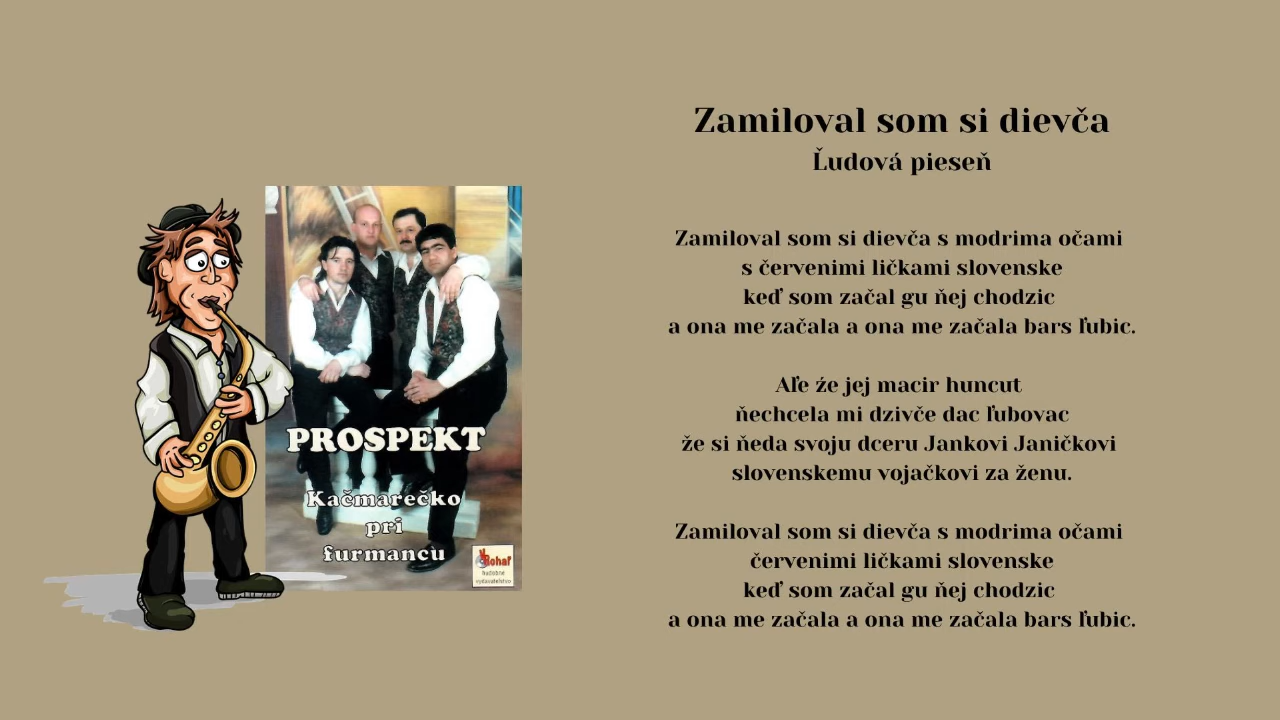 Zamiloval som si dievča
Ľudová pieseň
Zamiloval som si dievča s modrima očami
s červenimi ličkami slovenske
keď som začal gu ňej chodzic
a ona me začala a ona me začala bars ľubic.
Aľe źe jej macir huncut
ňechcela mi dzivče dac ľubovac
že si ňeda svoju dceru Jankovi Janičkovi
slovenskemu vojačkovi za ženu.
Zamiloval som si dievča s modrima očami
červenimi ličkami slovenske
keď som začal gu ňej chodzic
a ona me začala a ona me začala bars ľubic.
PROSPEKT
Kačmarečko
pri
furmancu
Rohaľ
hudobné
vydavateľstvo